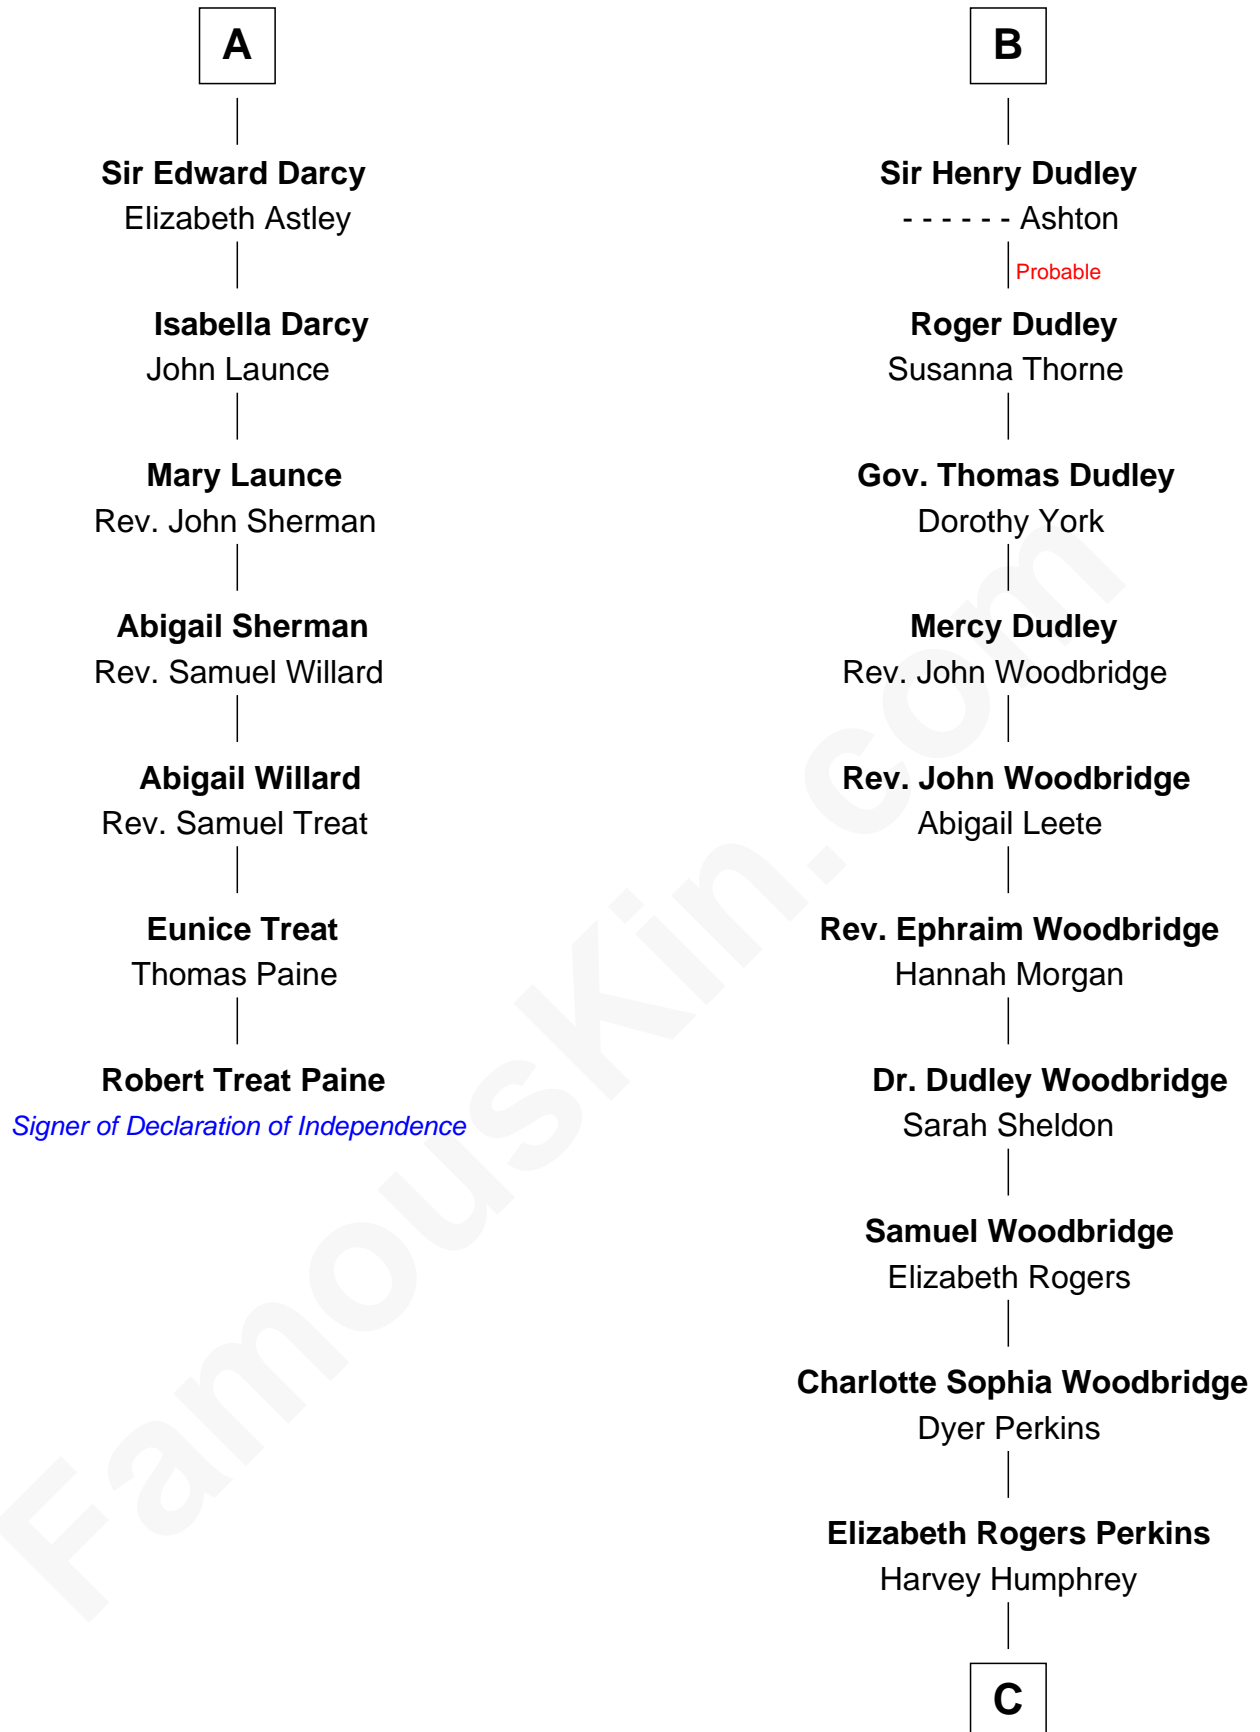 A
Sir Edward Darcy
Elizabeth Astley
Isabella Darcy
John Launce
Mary Launce
Rev. John Sherman
Abigail Sherman
Rev. Samuel Willard
Abigail Willard
Rev. Samuel Treat
Eunice Treat
Thomas Paine
Robert Treat Paine
Signer of Declaration of Independence
B
Sir Henry Dudley
- - - - - - Ashton
Probable
Roger Dudley
Susanna Thorne
Gov. Thomas Dudley
Dorothy York
Mercy Dudley
Rev. John Woodbridge
Rev. John Woodbridge
Abigail Leete
Rev. Ephraim Woodbridge
Hannah Morgan
Dr. Dudley Woodbridge
Sarah Sheldon
Samuel Woodbridge
Elizabeth Rogers
Charlotte Sophia Woodbridge
Dyer Perkins
Elizabeth Rogers Perkins
Harvey Humphrey
C
FamousKin.com